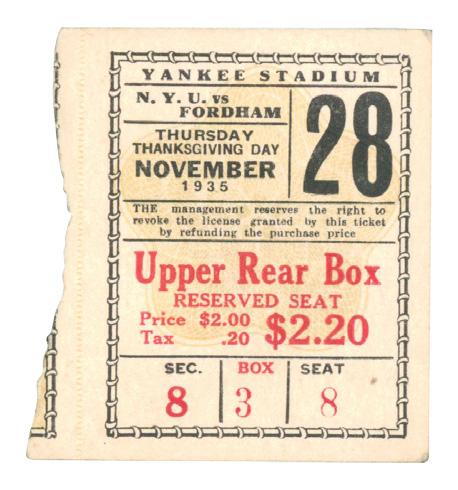 YANKEE STADIUM
N. Y. U. vs
FORDHAM
THURSDAY
THANKSGIVING DAY
NOVEMBER
1935
28
THE management reserves the right to
revoke the license granted by this ticket
by refunding the purchase price
Upper Rear Box
RESERVED SEAT
Price $2.00
Tax .20
$2.20
SEC. BOX SEAT
8 3 8